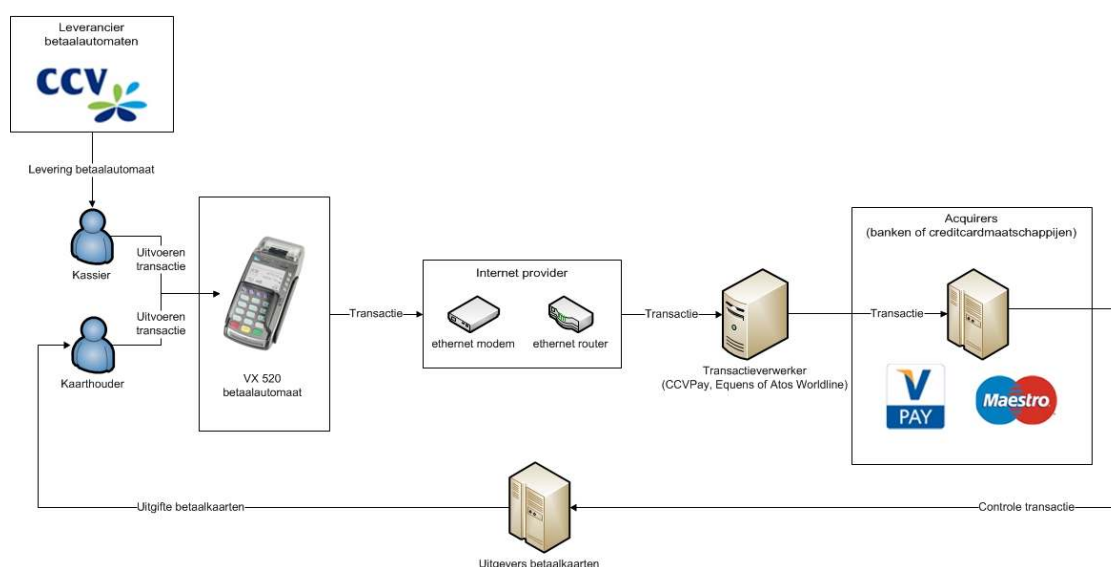 Leverancier
betaalautomaten
CCV
Levering betaalautomaat
Kassier
Uitvoeren
transactie
Uitvoeren
transactie
Kaarthouder
VX 520
betaalautomaat
Transactie
Internet provider
ethernet modem
ethernet router
Transactie
Transactieverwerker
(CCVPay, Equens of Atos Worldline)
Transactie
Acquirers
(banken of creditcardmaatschappijen)
V
PAY
Maestro
Controle transactie
Uitgifte betaalkaarten
Uitgevers betaalkaarten